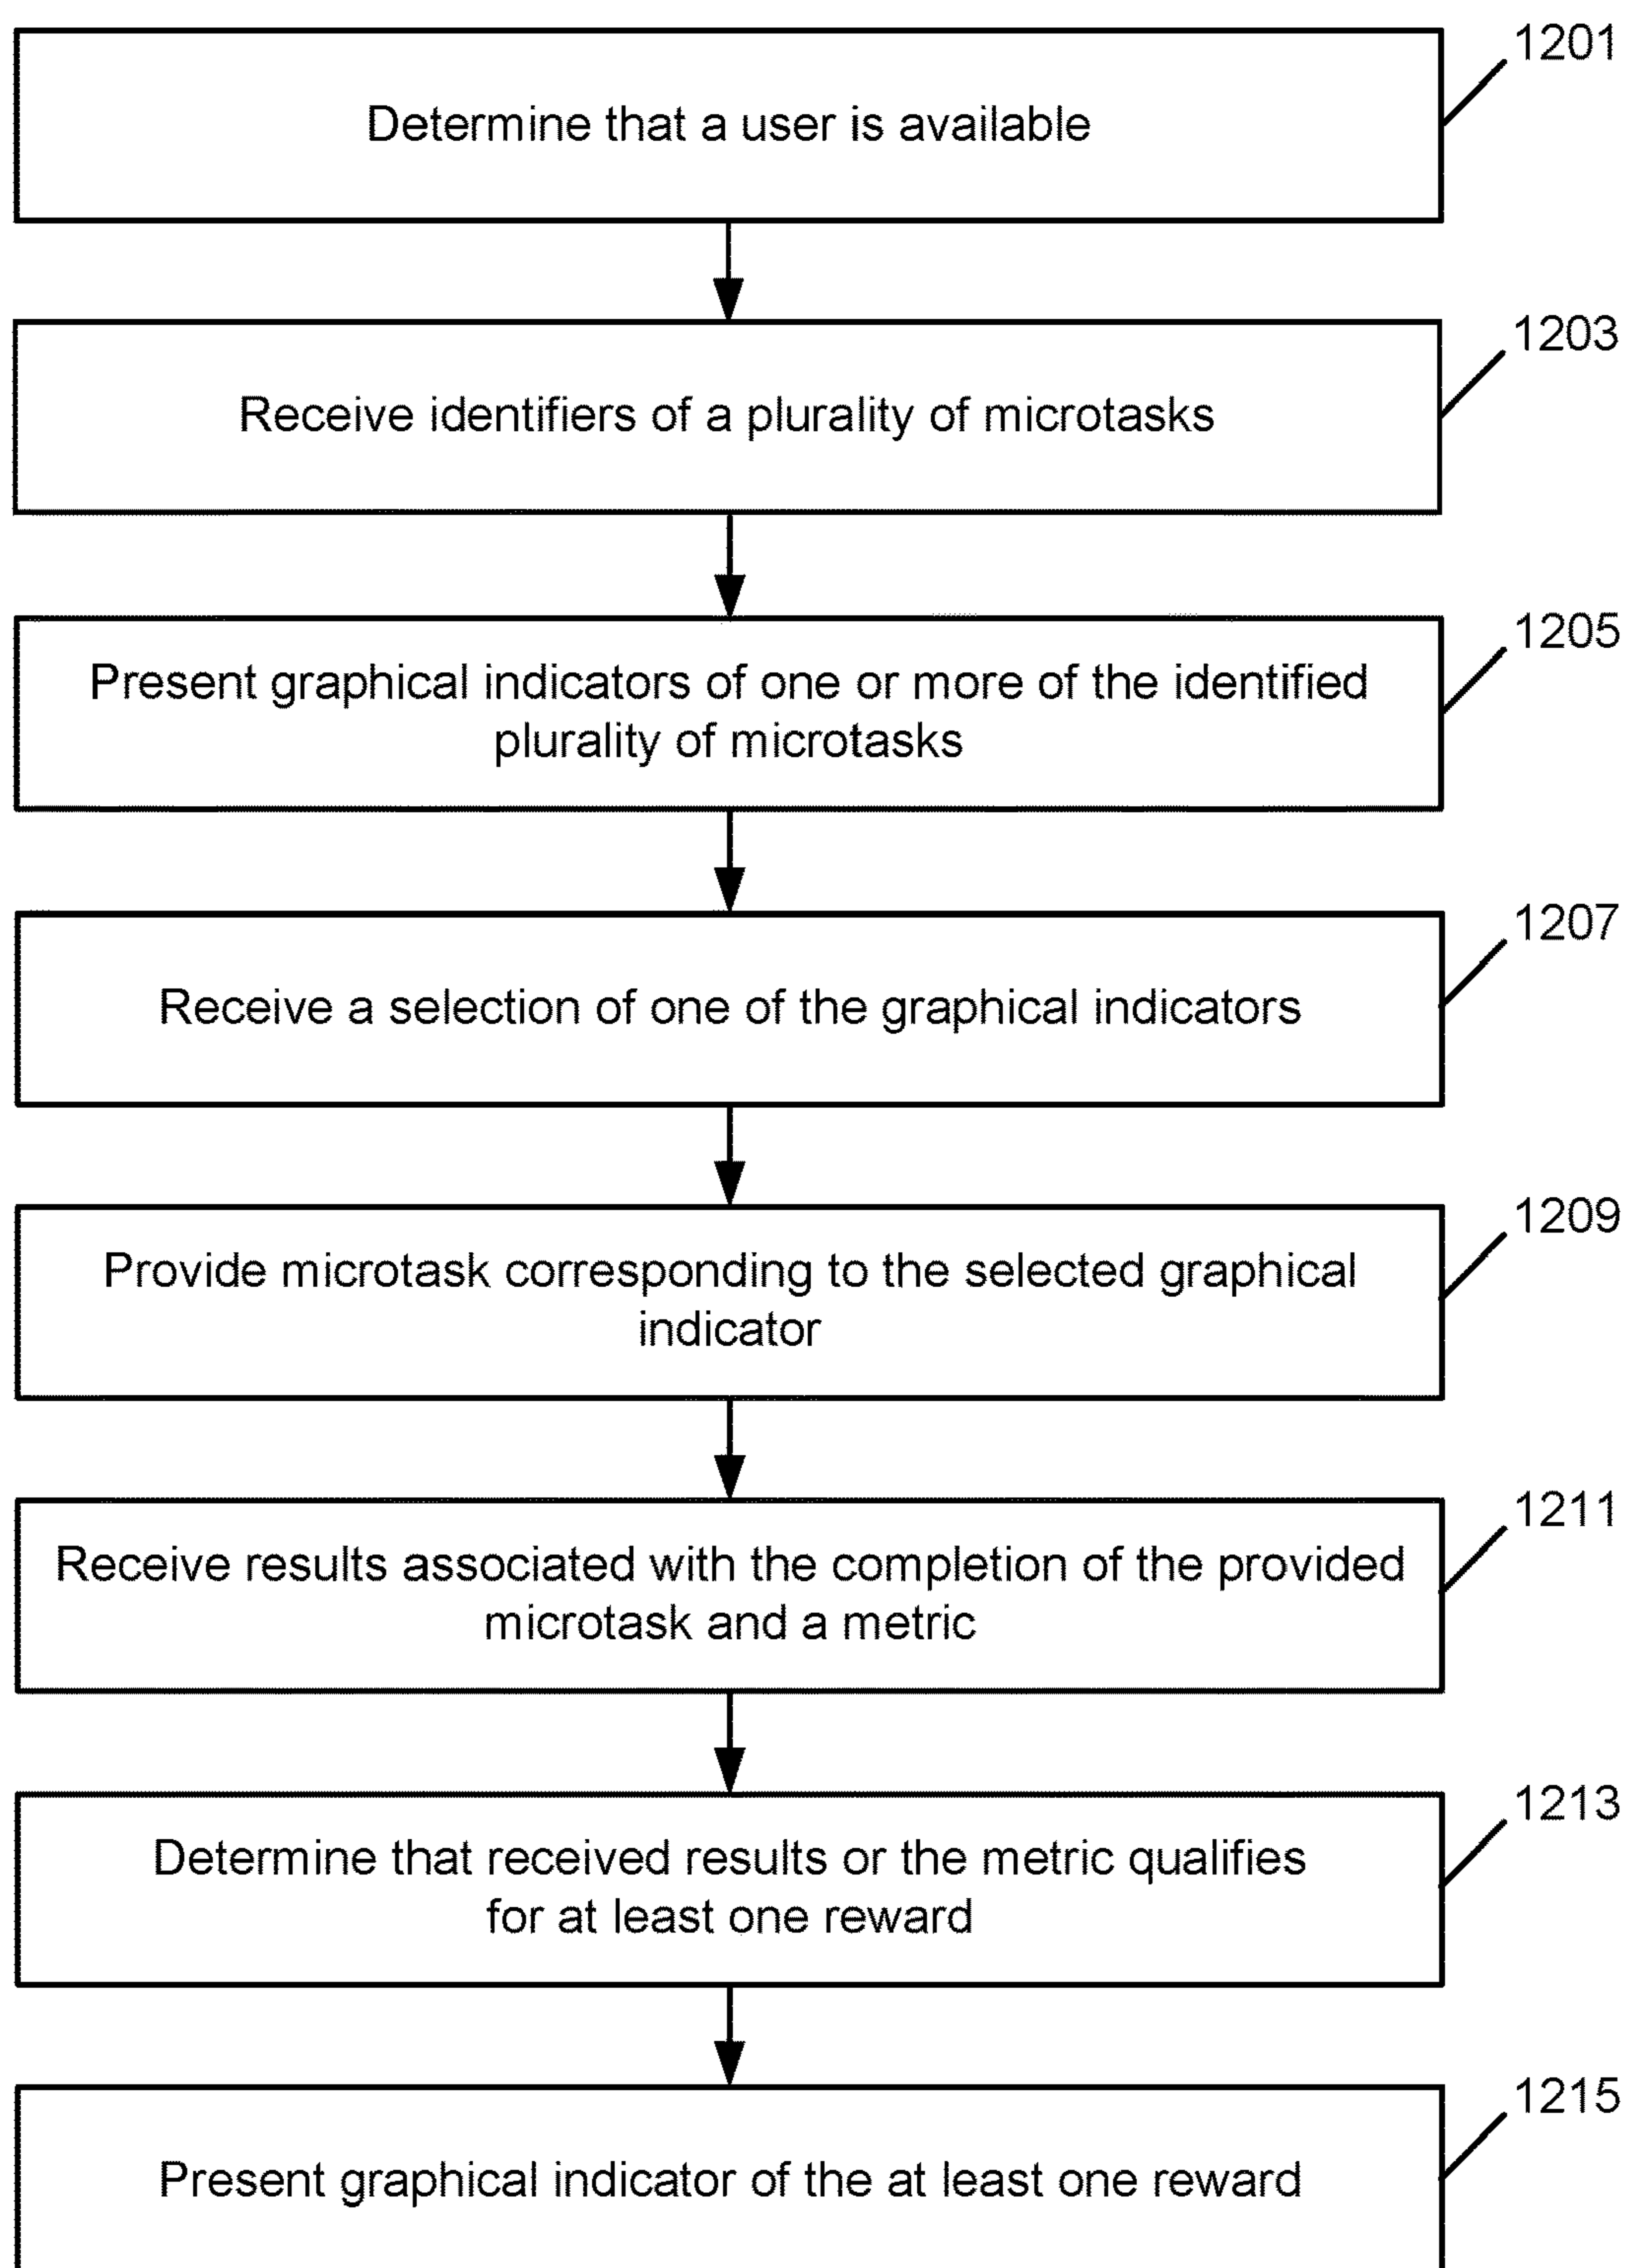 1201
Determine that a user is available
1203
Receive identifiers of a plurality of microtasks
1205
Present graphical indicators of one or more of the identified
plurality of microtasks
1207
Receive a selection of one of the graphical indicators
1209
Provide microtask corresponding to the selected graphical
indicator
1211
Receive results associated with the completion of the provided
microtask and a metric
1213
Determine that received results or the metric qualifies
for at least one reward
1215
Present graphical indicator of the at least one reward